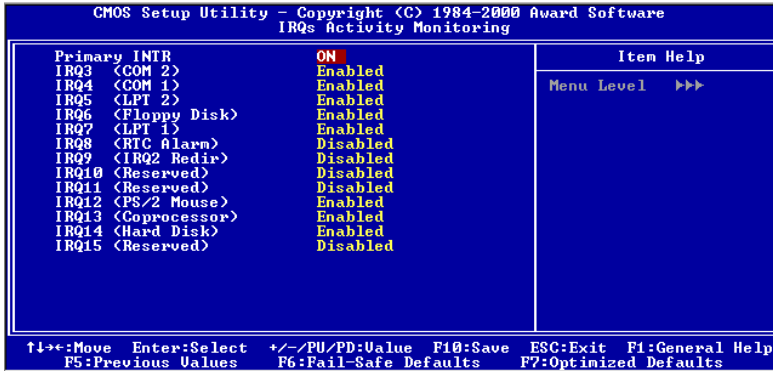 CMOS Setup Utility - Copyright (C) 1984-2000 Award Software
IRQs Activity Monitoring
Primary INTR ON
IRQ3 (COM 2) Enabled
IRQ4 (COM 1) Enabled
IRQ5 (LPT 2) Enabled
IRQ6 (Floppy Disk) Enabled
IRQ7 (LPT 1) Enabled
IRQ8 (RTC Alarm) Disabled
IRQ9 (IRQ2 Redir) Disabled
IRQ10 (Reserved) Disabled
IRQ11 (Reserved) Disabled
IRQ12 (PS/2 Mouse) Enabled
IRQ13 (Coprocessor) Enabled
IRQ14 (Hard Disk) Enabled
IRQ15 (Reserved) Disabled
Item Help
Menu Level ▶▶▶
↑↓→←:Move Enter:Select +/-/PU/PD:Value F10:Save ESC:Exit F1:General Help
F5:Previous Values F6:Fail-Safe Defaults F7:Optimized Defaults